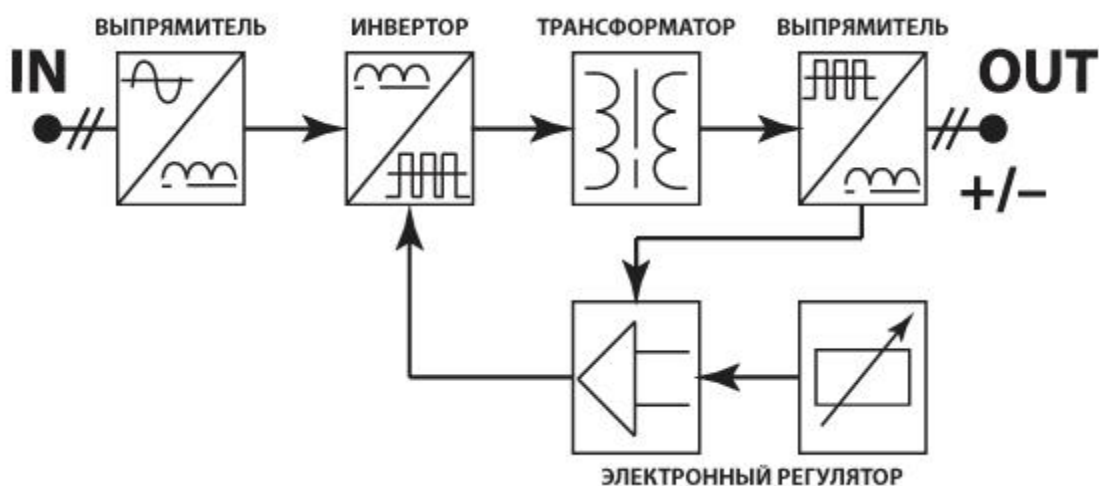 ВЫПРЯМИТЕЛЬ
ИНВЕРТОР
ТРАНСФОРМАТОР
ВЫПРЯМИТЕЛЬ
IN
OUT
+/–
ЭЛЕКТРОННЫЙ РЕГУЛЯТОР